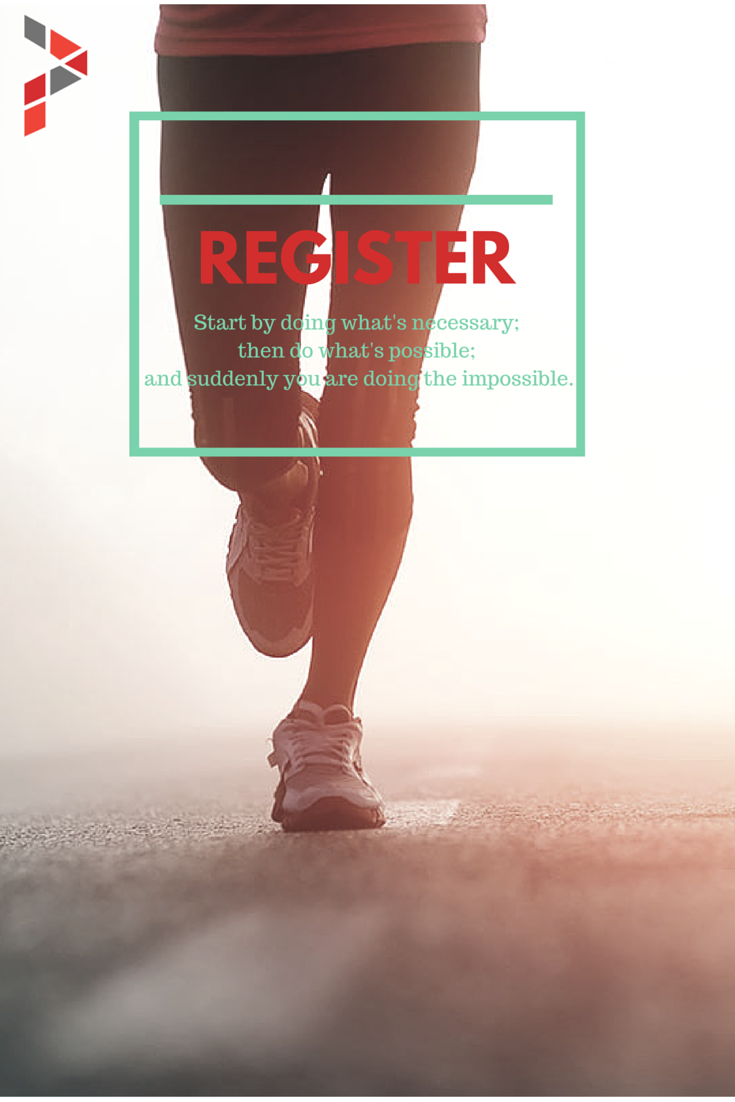 REGISTER
Start by doing what's necessary;
then do what's possible;
and suddenly you are doing the impossible.